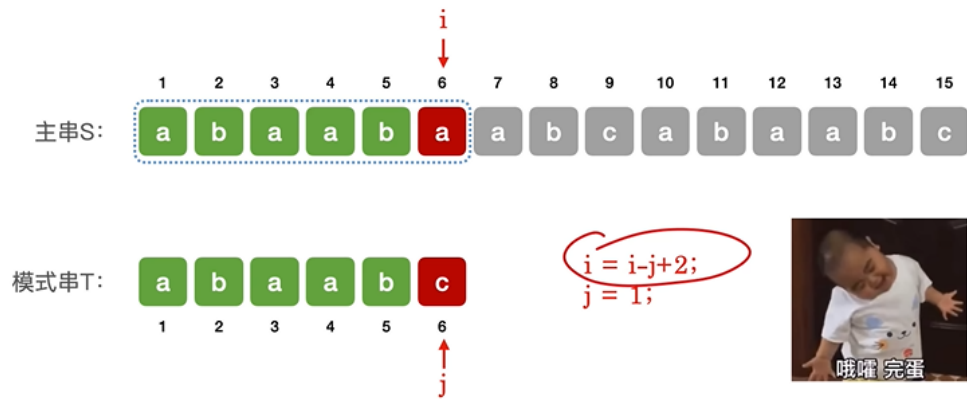 i
1 2 3 4 5 6 7 8 9 10 11 12 13 14 15
主串S: a b a a b a a b c a b a a b c
模式串T: a b a a b c
1 2 3 4 5 6
j
i = i-j+2;
j = 1;
哦嚯 完蛋